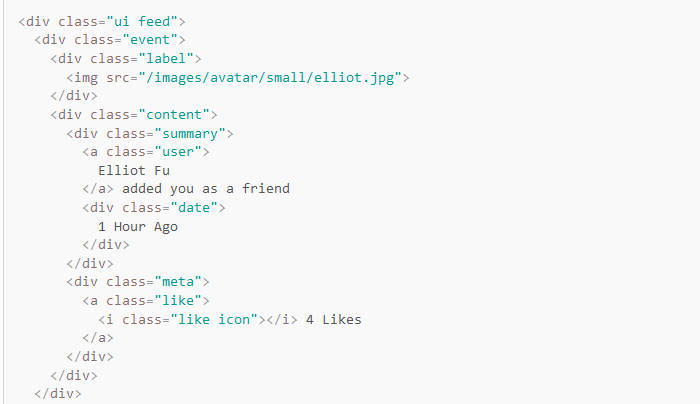 <div class="ui feed">
  <div class="event">
    <div class="label">
      <img src="/images/avatar/small/elliot.jpg">
    </div>
    <div class="content">
      <div class="summary">
        <a class="user">
          Elliot Fu
        </a> added you as a friend
        <div class="date">
          1 Hour Ago
        </div>
      </div>
      <div class="meta">
        <a class="like">
          <i class="like icon"></i> 4 Likes
        </a>
      </div>
    </div>
  </div>